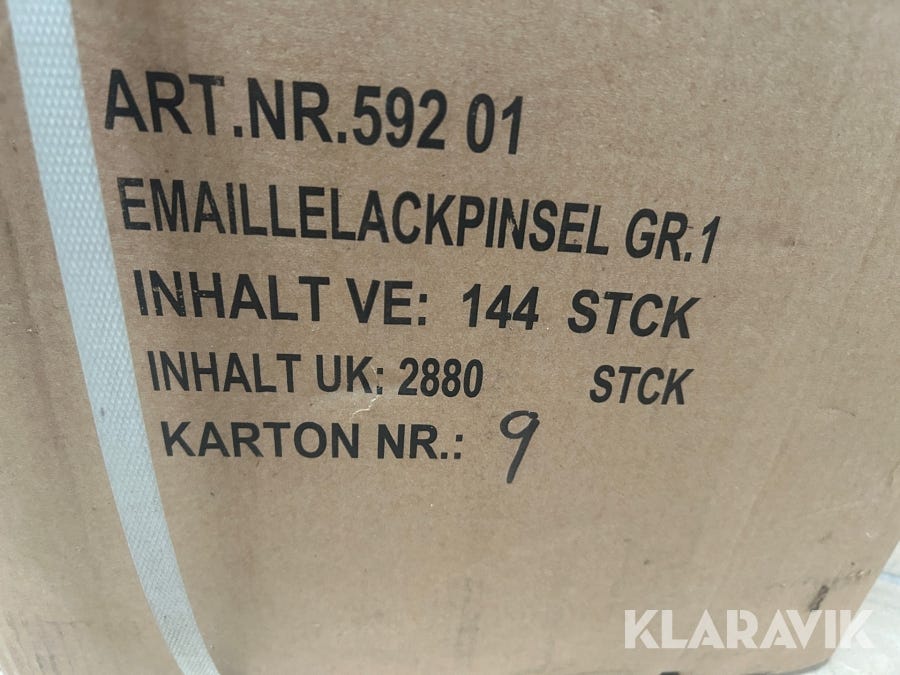 ART.NR.592 01
EMAILLELACKPINSEL GR.1
INHALT VE: 144 STCK
INHALT UK: 2880 STCK
KARTON NR.: 9
KLARAVIK